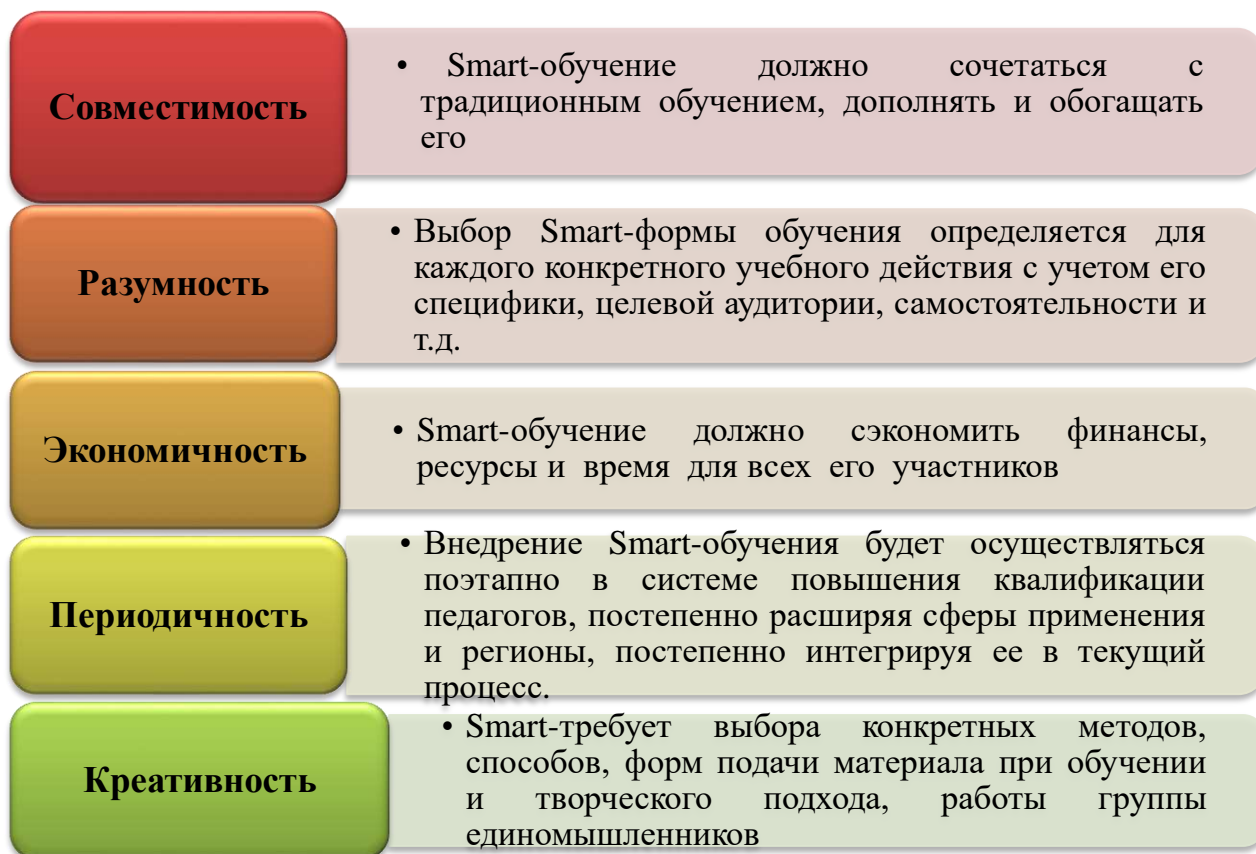 Совместимость
• Smart-обучение должно сочетаться с
традиционным обучением, дополнять и обогащать
его
Разумность
• Выбор Smart-формы обучения определяется для
каждого конкретного учебного действия с учетом его
специфики, целевой аудитории, самостоятельности и
т.д.
Экономичность
• Smart-обучение должно сэкономить финансы,
ресурсы и время для всех его участников
Периодичность
• Внедрение Smart-обучения будет осуществляться
поэтапно в системе повышения квалификации
педагогов, постепенно расширяя сферы применения
и регионы, постепенно интегрируя ее в текущий
процесс.
Креативность
• Smart-требует выбора конкретных методов,
способов, форм подачи материала при обучении
и творческого подхода, работы группы
единомышленников